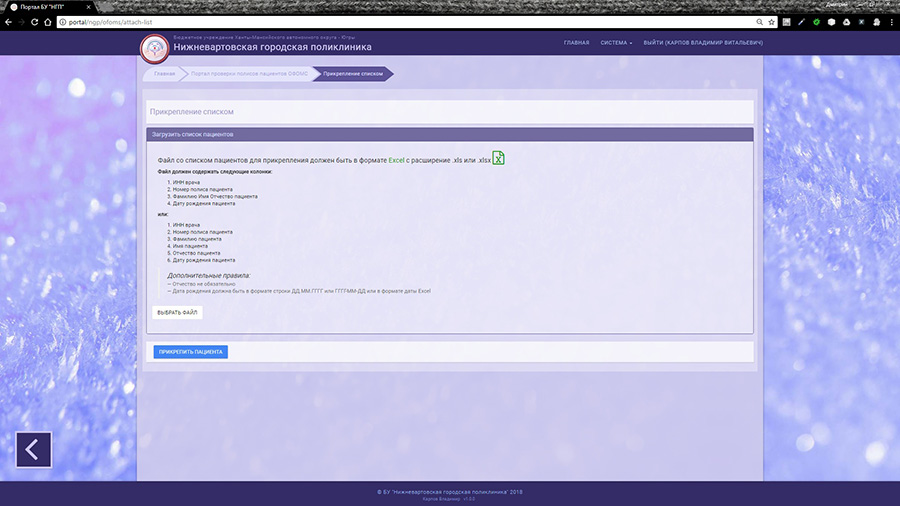 Портал БУ "НГП"
Дмитрий
portal/ngp/ofoms/attach-list
Бюджетное учреждение Ханты-Мансийского автономного округа - Югры
Нижневартовская городская поликлиника
ГЛАВНАЯ СИСТЕМА ВЫЙТИ (КАРПОВ ВЛАДИМИР ВИТАЛЬЕВИЧ)
Главная Портал проверки полисов пациентов ОФОМС Прикрепление списком
Прикрепление списком
Загрузить список пациентов
Файл со списком пациентов для прикрепления должен быть в формате Excel с расширение .xls или .xlsx
Файл должен содержать следующие колонки:
1. ИНН врача
2. Номер полиса пациента
3. Фамилию Имя Отчество пациента
4. Дату рождения пациента
или:
1. ИНН врача
2. Номер полиса пациента
3. Фамилию пациента
4. Имя пациента
5. Отчество пациента
6. Дату рождения пациента
Дополнительные правила:
— Отчество не обязательно
— Дата рождения должна быть в формате строки ДД.ММ.ГГГГ или ГГГГ-ММ-ДД или в формате даты Excel
ВЫБРАТЬ ФАЙЛ
ПРИКРЕПИТЬ ПАЦИЕНТА
© БУ "Нижневартовская городская поликлиника" 2018
Карпов Владимир v1.2.0